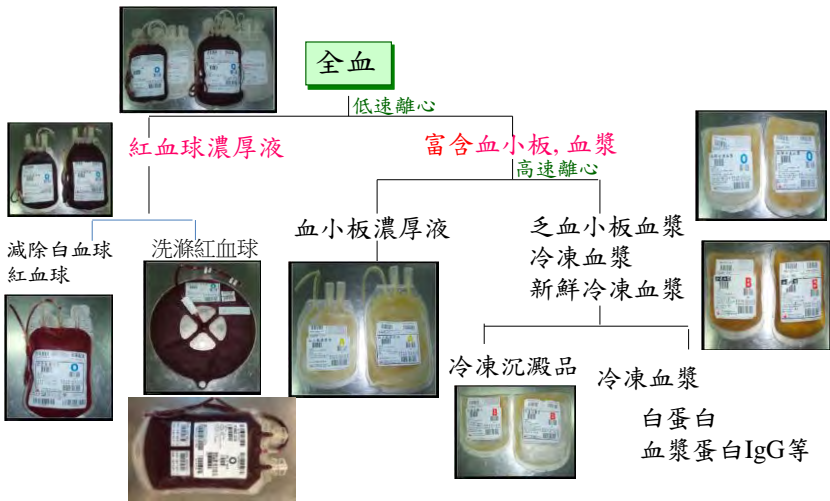 全血
低速離心
紅血球濃厚液
富含血小板, 血漿
高速離心
減除白血球
紅血球
洗滌紅血球
血小板濃厚液
乏血小板血漿
冷凍血漿
新鮮冷凍血漿
冷凍沉澱品
冷凍血漿
白蛋白
血漿蛋白IgG等
O
O
O
O
O
O
B
B
A
A
B
B
O